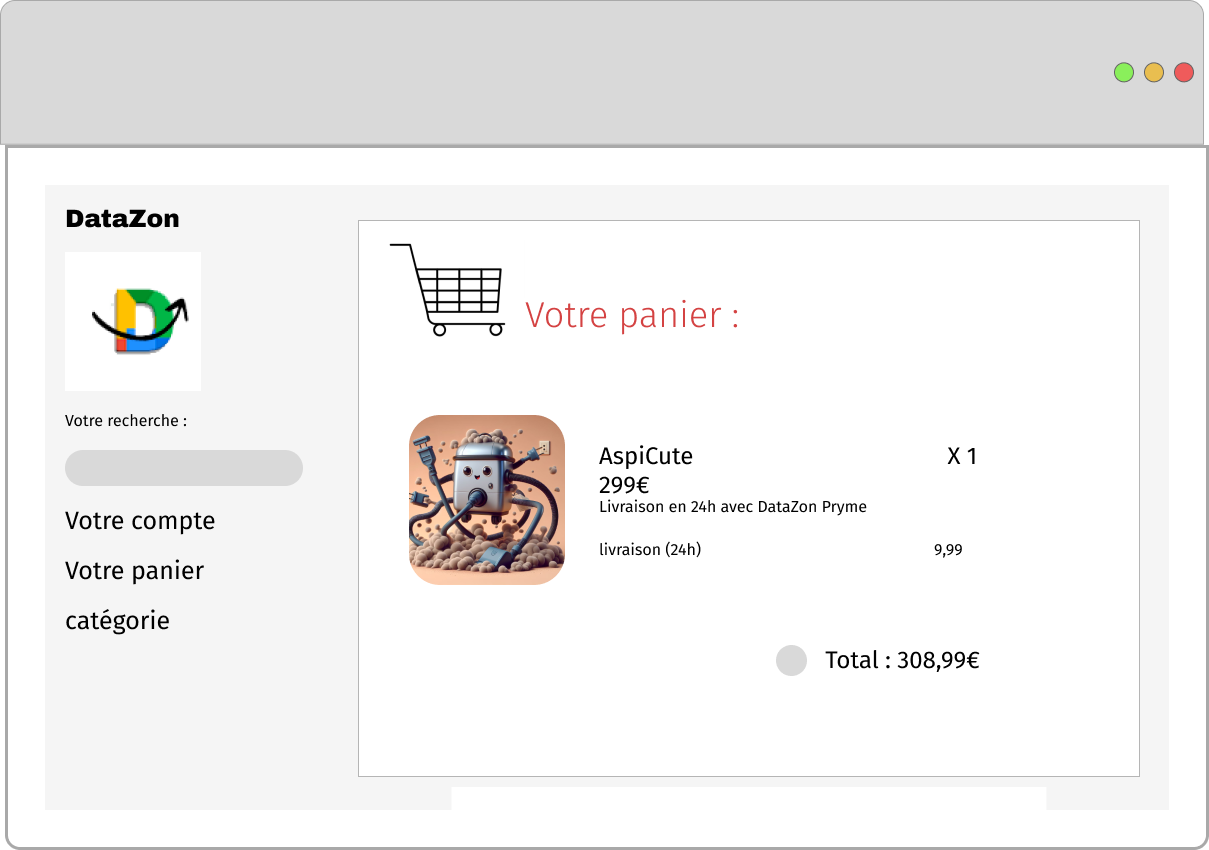 DataZon
Votre recherche :
Votre compte
Votre panier
catégorie
Votre panier :
AspiCute X 1
299€
Livraison en 24h avec DataZon Pryme
livraison (24h) 9,99
Total : 308,99€